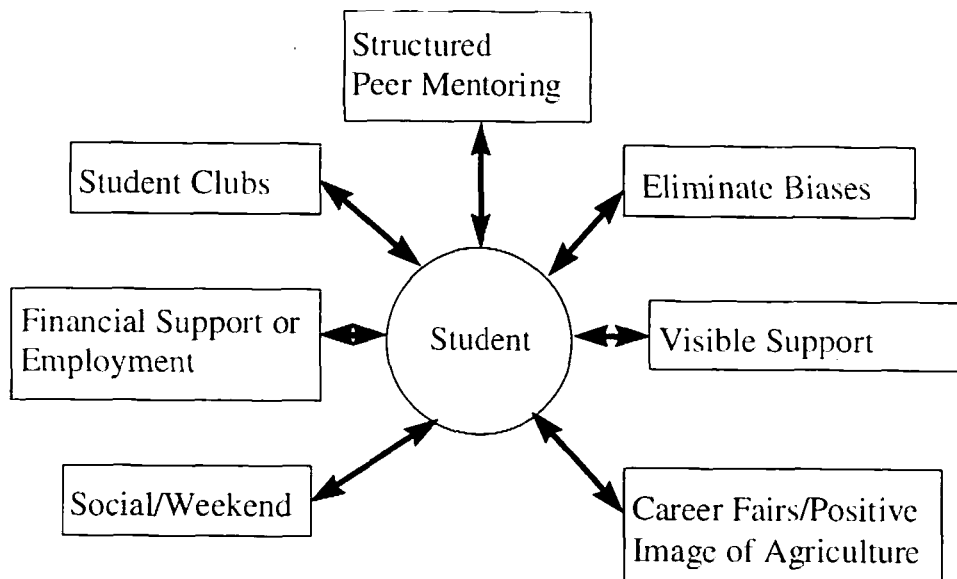 Structured
Peer Mentoring
Student Clubs
Eliminate Biases
Financial Support or
Employment
Student
Visible Support
Social/Weekend
Career Fairs/Positive
Image of Agriculture